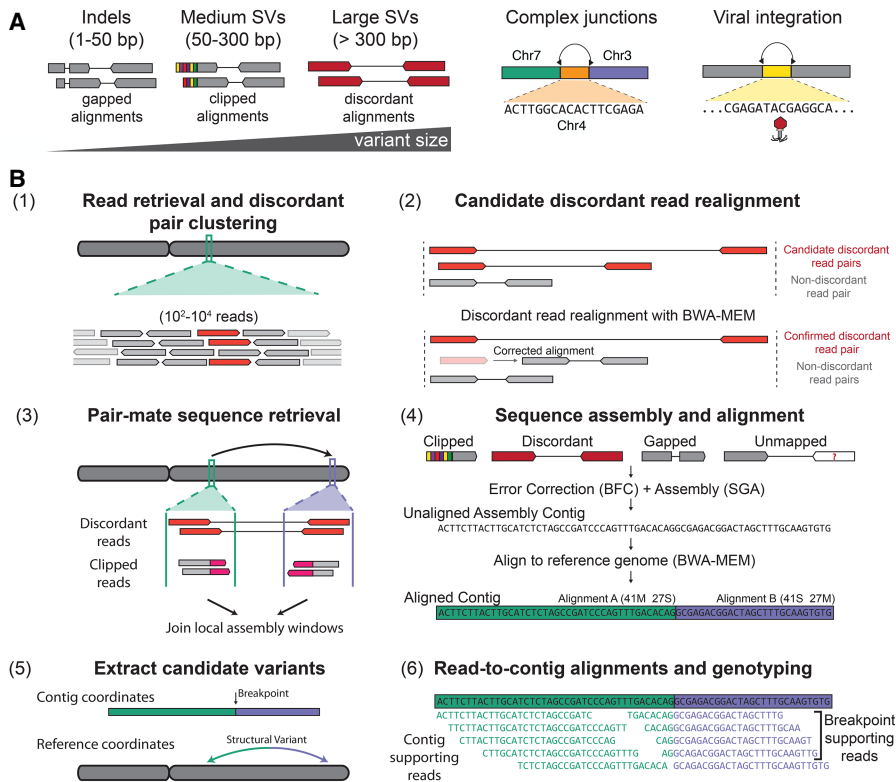 A
Indels
(1-50 bp)
gapped
alignments
Medium SVs
(50-300 bp)
clipped
alignments
Large SVs
(> 300 bp)
discordant
alignments
variant size
Complex junctions
Chr7
Chr3
ACTTGGCACACTTCGAGA
Chr4
Viral integration
...CGAGATACGAGGCA...
B
(1)
Read retrieval and discordant
pair clustering
(10²-10⁴ reads)
(2)
Candidate discordant read realignment
Candidate discordant
read pairs
Non-discordant
read pair
Discordant read realignment with BWA-MEM
Confirmed discordant
read pair
Corrected alignment
Non-discordant
read pairs
(3)
Pair-mate sequence retrieval
Discordant
reads
Clipped
reads
Join local assembly windows
(4)
Sequence assembly and alignment
Clipped
Discordant
Gapped
Unmapped
?
Error Correction (BFC) + Assembly (SGA)
Unaligned Assembly Contig
ACTTCTTACTTGCATCTCTAGCCGATCCCAGTTTGACACAGGCGAGACGGACTAGCTTTGCAAGTGTG
Align to reference genome (BWA-MEM)
Aligned Contig
Alignment A (41M 27S)
Alignment B (41S 27M)
ACTTCTTACTTGCATCTCTAGCCGATCCCAGTTTGACACAGGCGAGACGGACTAGCTTTGCAAGTGTG
(5)
Extract candidate variants
Contig coordinates
Breakpoint
Reference coordinates
Structural Variant
(6)
Read-to-contig alignments and genotyping
ACTTCTTACTTGCATCTCTAGCCGATCCCAGTTTGACACAGGCGAGACGGACTAGCTTTGCAAGTGTG
ACTTCTTACTTGCATCTCTAGCCGATC TGACACAGGCGAGACGGACTAGCTTTG
TTCTTACTTGCATCTCTAGCCGATCCCAGTT CACAGGCGAGACGGACTAGCTTTGCAA
CTTACTTGCATCTCTAGCCGATCCCAG CAGGCGAGACGGACTAGCTTTGCAAGT
CTTGCATCTCTAGCCGATCCCAGTTTG AGGCGAGACGGACTAGCTTTGCAAGTTG
TCTCTAGCCGATCCCAGTTTGACACA GCGAGACGGACTAGCTTTGCAAGTTGTG
Contig
supporting
reads
Breakpoint
supporting
reads